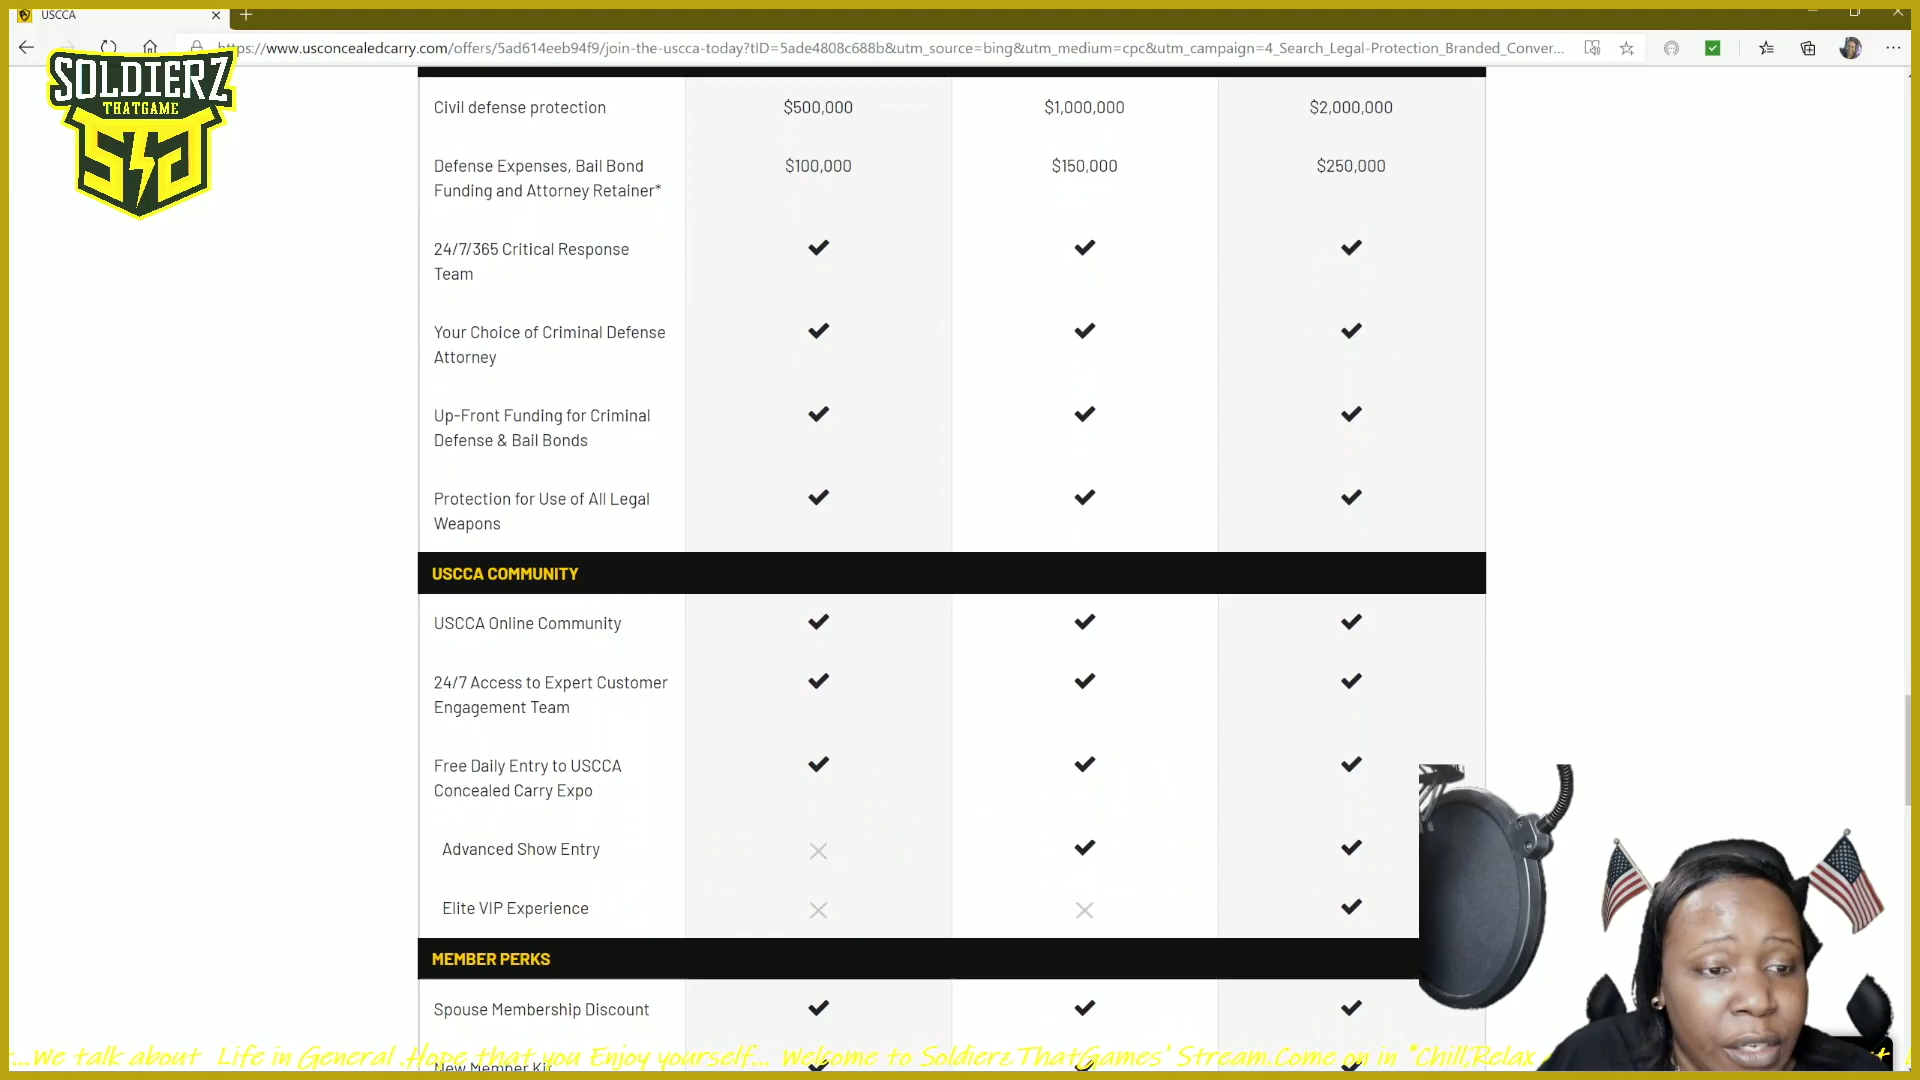 USCCA
https://www.usconcealedcarry.com/offers/5ad614eeb94f9/join-the-uscca-today?tID=5ade4808c688b&utm_source=bing&utm_medium=cpc&utm_campaign=4_Search_Legal-Protection_Branded_Conver...
SOLDIERZ
THATGAME
STG
Civil defense protection $500,000 $1,000,000 $2,000,000
Defense Expenses, Bail Bond $100,000 $150,000 $250,000
Funding and Attorney Retainer*
24/7/365 Critical Response
Team
Your Choice of Criminal Defense
Attorney
Up-Front Funding for Criminal
Defense & Bail Bonds
Protection for Use of All Legal
Weapons
USCCA COMMUNITY
USCCA Online Community
24/7 Access to Expert Customer
Engagement Team
Free Daily Entry to USCCA
Concealed Carry Expo
Advanced Show Entry
Elite VIP Experience
MEMBER PERKS
Spouse Membership Discount
New Member Kit
...We talk about Life in General .Hope that you Enjoy yourself... Welcome to SoldierzThatGames' Stream.Come on in "Chill,Relax